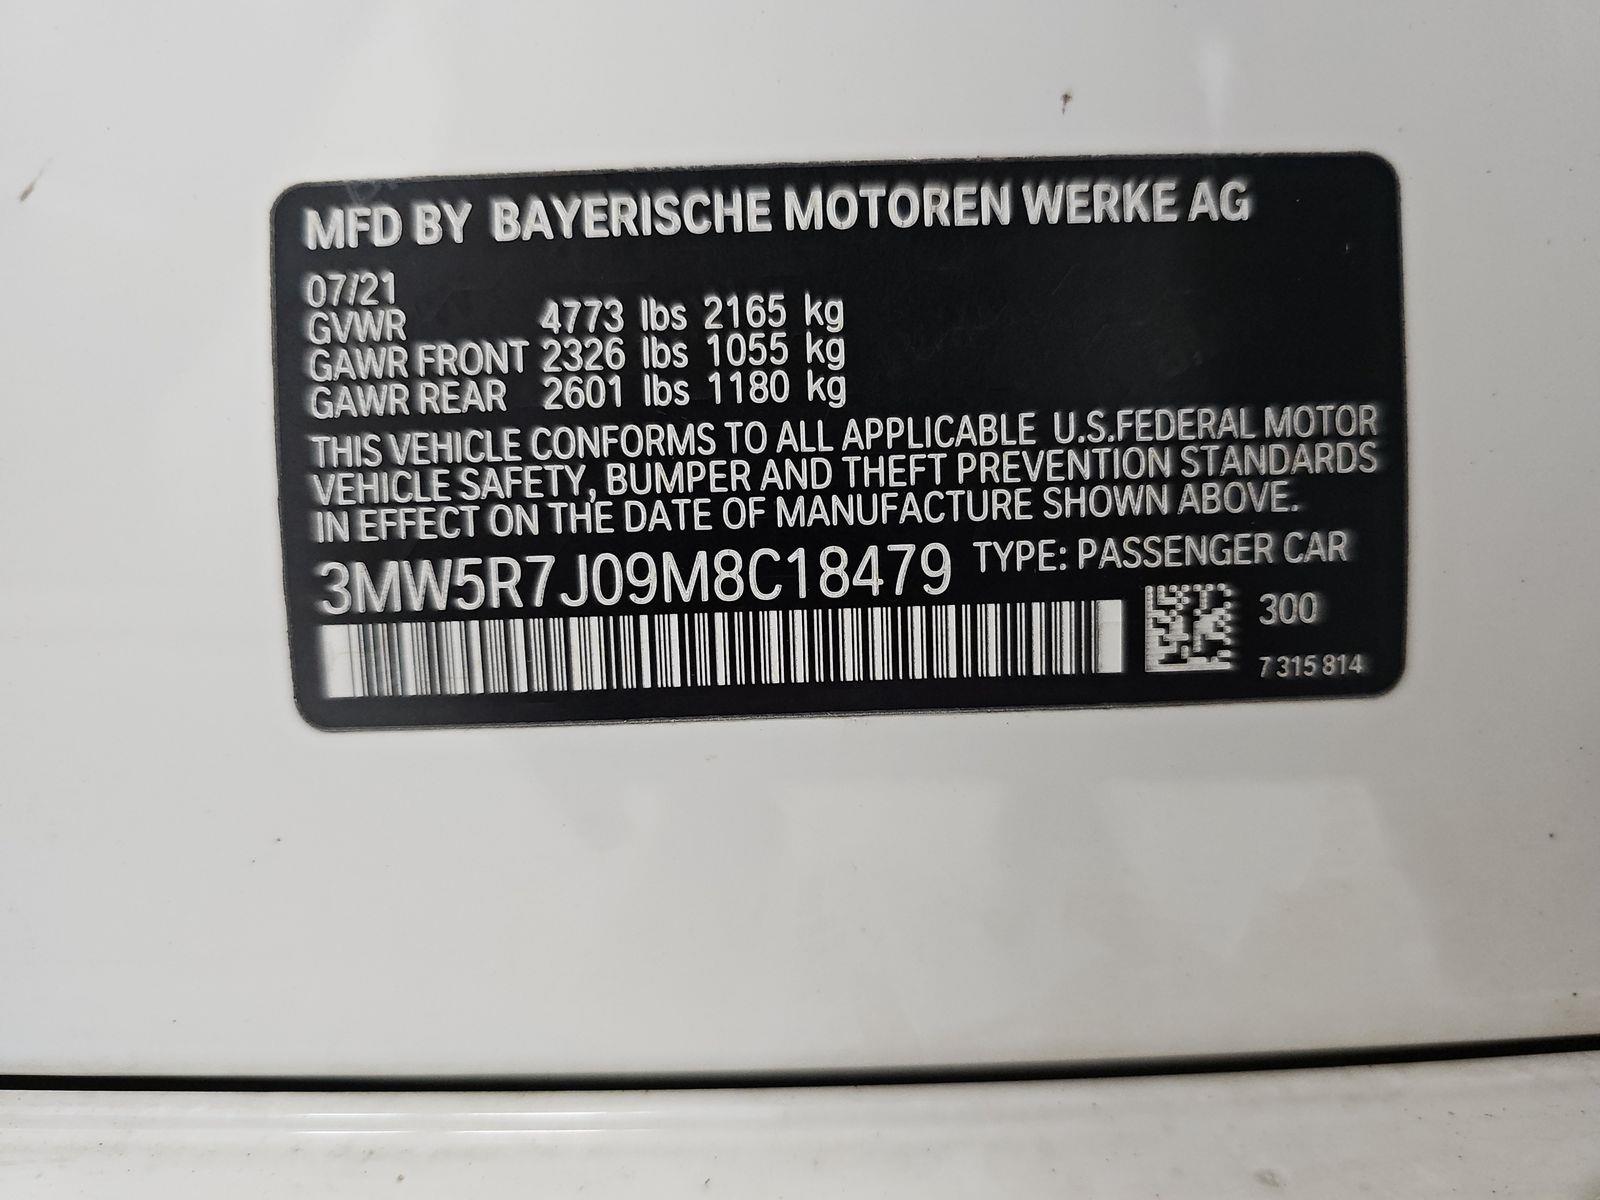 MFD BY BAYERISCHE MOTOREN WERKE AG
07/21
GVWR 4773 lbs 2165 kg
GAWR FRONT 2326 lbs 1055 kg
GAWR REAR 2601 lbs 1180 kg
THIS VEHICLE CONFORMS TO ALL APPLICABLE U.S.FEDERAL MOTOR
VEHICLE SAFETY, BUMPER AND THEFT PREVENTION STANDARDS
IN EFFECT ON THE DATE OF MANUFACTURE SHOWN ABOVE.
3MW5R7J09M8C18479 TYPE: PASSENGER CAR
300
7 315 814